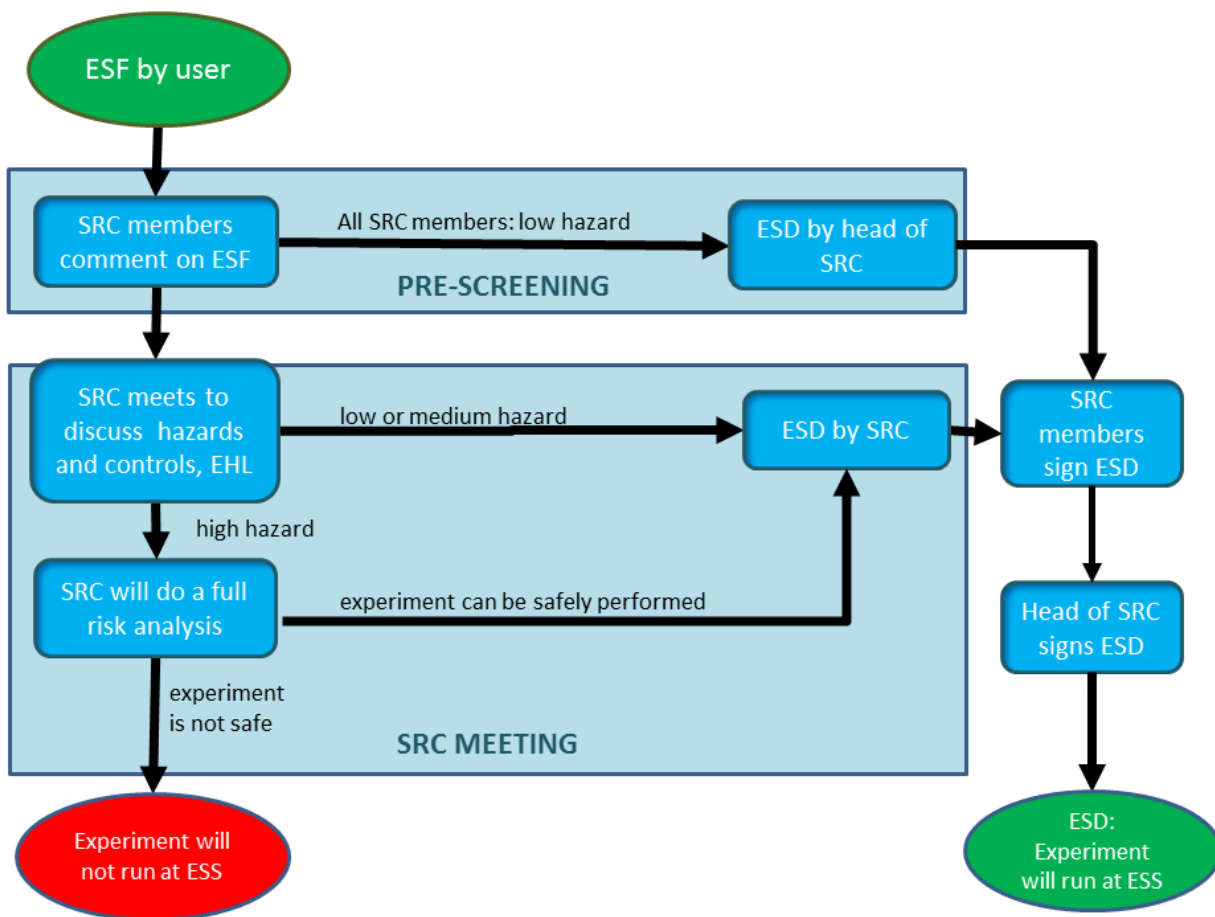 ESF by user
SRC members
comment on ESF
All SRC members: low hazard
ESD by head of
SRC
PRE-SCREENING
SRC meets to
discuss hazards
and controls, EHL
low or medium hazard
ESD by SRC
SRC
members
sign ESD
high hazard
SRC will do a full
risk analysis
experiment can be safely performed
Head of SRC
signs ESD
experiment
is not safe
SRC MEETING
Experiment will
not run at ESS
ESD:
Experiment
will run at ESS